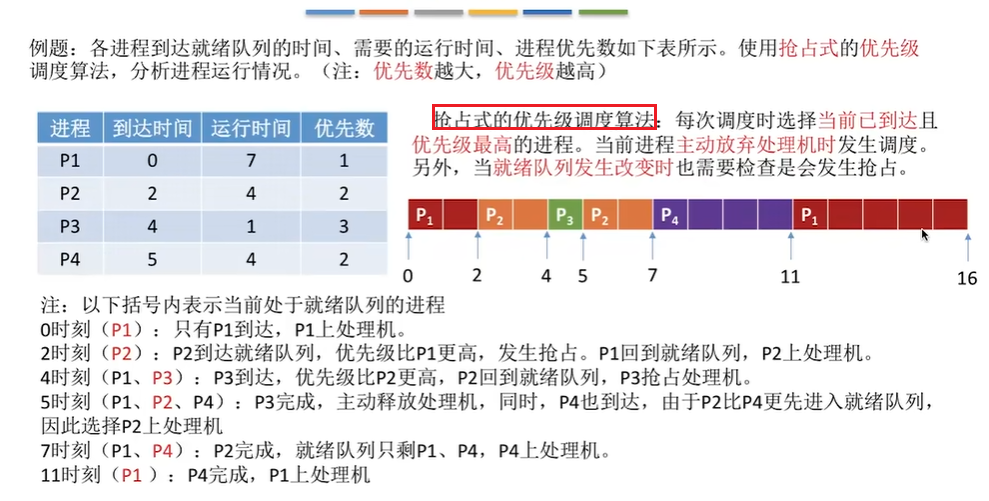 例题：各进程到达就绪队列的时间、需要的运行时间、进程优先数如下表所示。使用抢占式的优先级
调度算法，分析进程运行情况。（注：优先数越大，优先级越高）
进程 到达时间 运行时间 优先数
P1 0 7 1
P2 2 4 2
P3 4 1 3
P4 5 4 2
抢占式的优先级调度算法：每次调度时选择当前已到达且
优先级最高的进程。当前进程主动放弃处理机时发生调度。
另外，当就绪队列发生改变时也需要检查是会发生抢占。
P1 P2 P3 P2 P4 P1
0 2 4 5 7 11 16
注：以下括号内表示当前处于就绪队列的进程
0时刻（P1）：只有P1到达，P1上处理机。
2时刻（P2）：P2到达就绪队列，优先级比P1更高，发生抢占。P1回到就绪队列，P2上处理机。
4时刻（P1、P3）：P3到达，优先级比P2更高，P2回到就绪队列，P3抢占处理机。
5时刻（P1、P2、P4）：P3完成，主动释放处理机，同时，P4也到达，由于P2比P4更先进入就绪队列，
因此选择P2上处理机
7时刻（P1、P4）：P2完成，就绪队列只剩P1、P4，P4上处理机。
11时刻（P1 ）：P4完成，P1上处理机